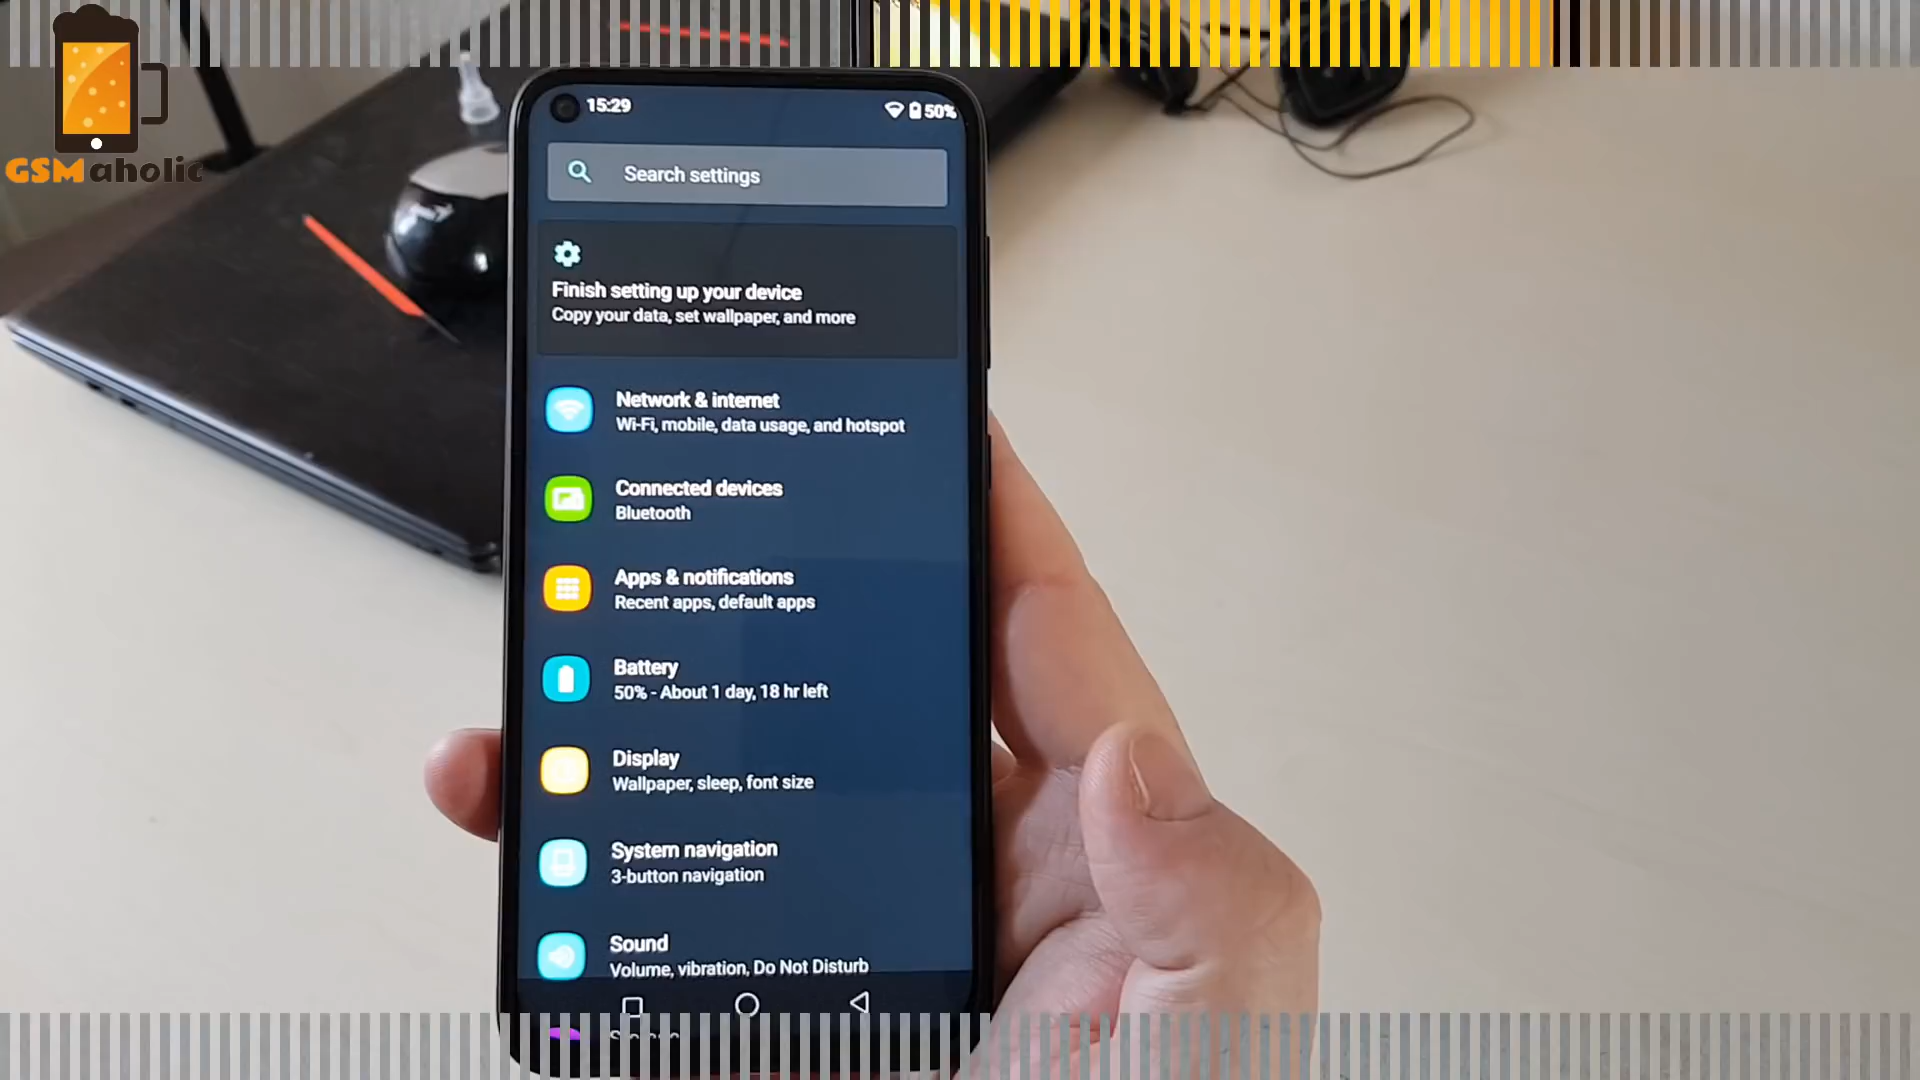 GSMaholic
15:29
50%
Search settings
Finish setting up your device
Copy your data, set wallpaper, and more
Network & internet
Wi-Fi, mobile, data usage, and hotspot
Connected devices
Bluetooth
Apps & notifications
Recent apps, default apps
Battery
50% - About 1 day, 18 hr left
Display
Wallpaper, sleep, font size
System navigation
3-button navigation
Sound
Volume, vibration, Do Not Disturb